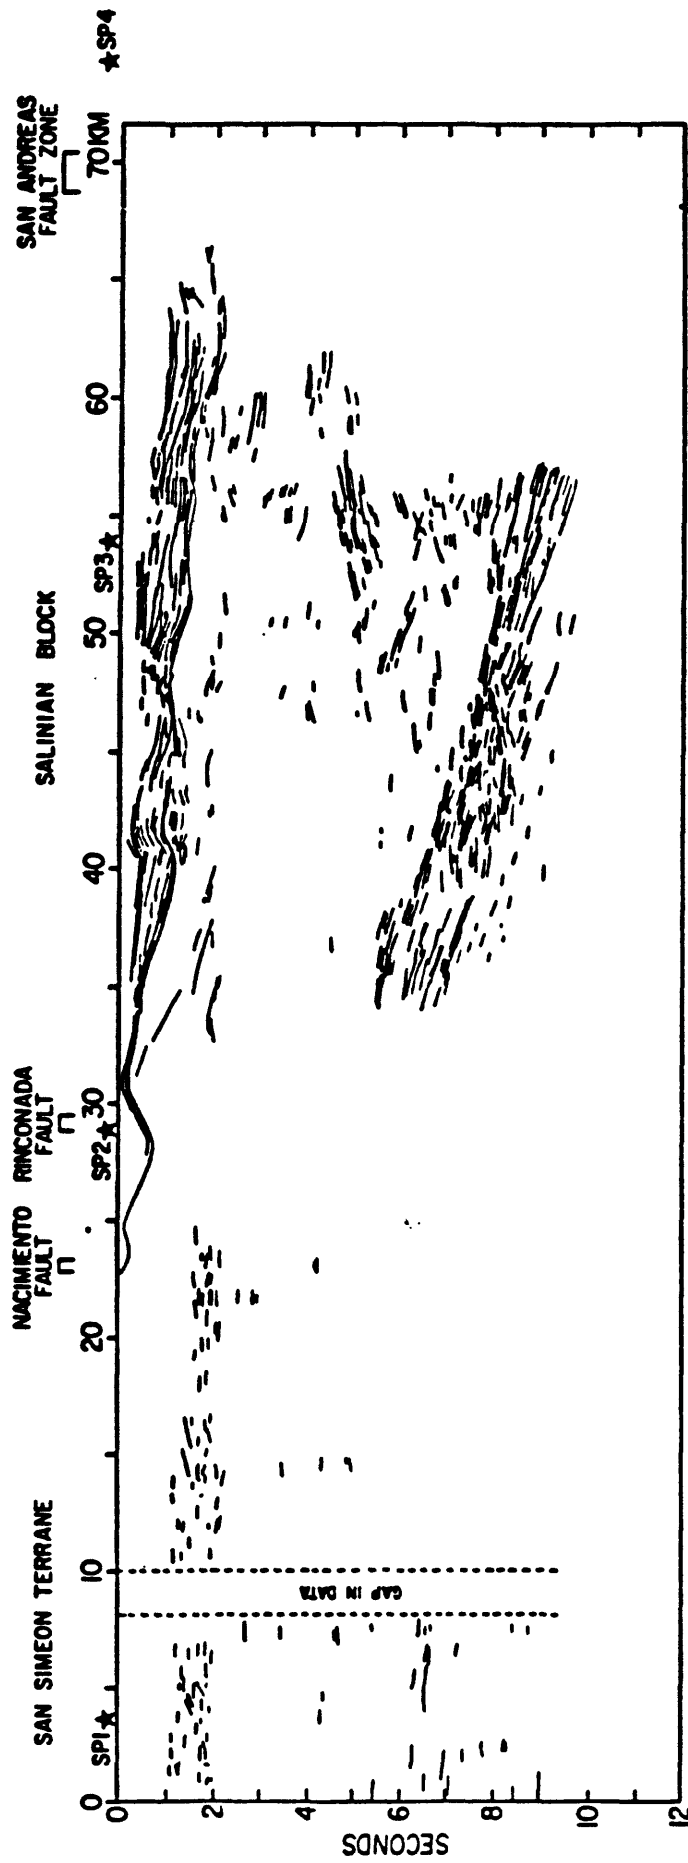 SAN SIMEON TERRANE
NACIMIENTO
FAULT
RINCONADA
FAULT
SALINIAN BLOCK
SAN ANDREAS
FAULT ZONE
SP1
SP2
SP3
SP4
0
10
20
30
40
50
60
70KM
0
2
4
6
8
10
12
SECONDS
GAP IN DATA